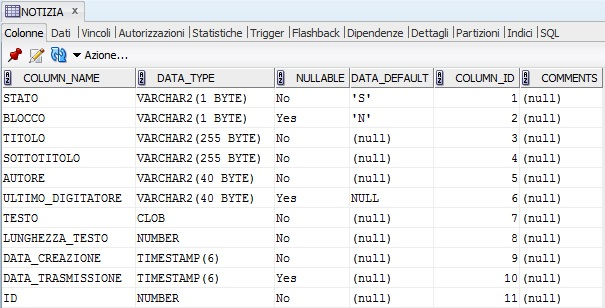 NOTIZIA x
Colonne Dati Vincoli Autorizzazioni Statistiche Trigger Flashback Dipendenze Dettagli Partizioni Indici SQL
Azione...
COLUMN_NAME DATA_TYPE NULLABLE DATA_DEFAULT COLUMN_ID COMMENTS
STATO VARCHAR2(1 BYTE) No 'S' 1 (null)
BLOCCO VARCHAR2(1 BYTE) Yes 'N' 2 (null)
TITOLO VARCHAR2(255 BYTE) No (null) 3 (null)
SOTTOTITOLO VARCHAR2(255 BYTE) No (null) 4 (null)
AUTORE VARCHAR2(40 BYTE) No (null) 5 (null)
ULTIMO_DIGITATORE VARCHAR2(40 BYTE) Yes NULL 6 (null)
TESTO CLOB No (null) 7 (null)
LUNGHEZZA_TESTO NUMBER No (null) 8 (null)
DATA_CREAZIONE TIMESTAMP(6) No (null) 9 (null)
DATA_TRASMISSIONE TIMESTAMP(6) Yes (null) 10 (null)
ID NUMBER No (null) 11 (null)